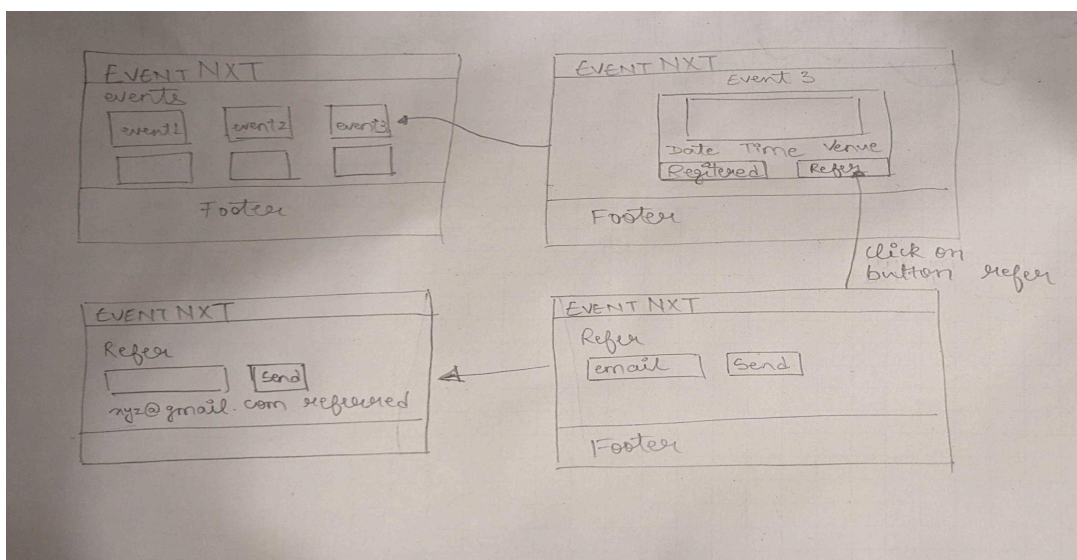 EVENT NXT
events
event1 event2 event3
Footer
EVENT NXT
Event 3
Date Time Venue
Regitered Refer
Footer
click on
button refer
EVENT NXT
Refer
Send
xyz@gmail.com referred
EVENT NXT
Refer
email Send
Footer